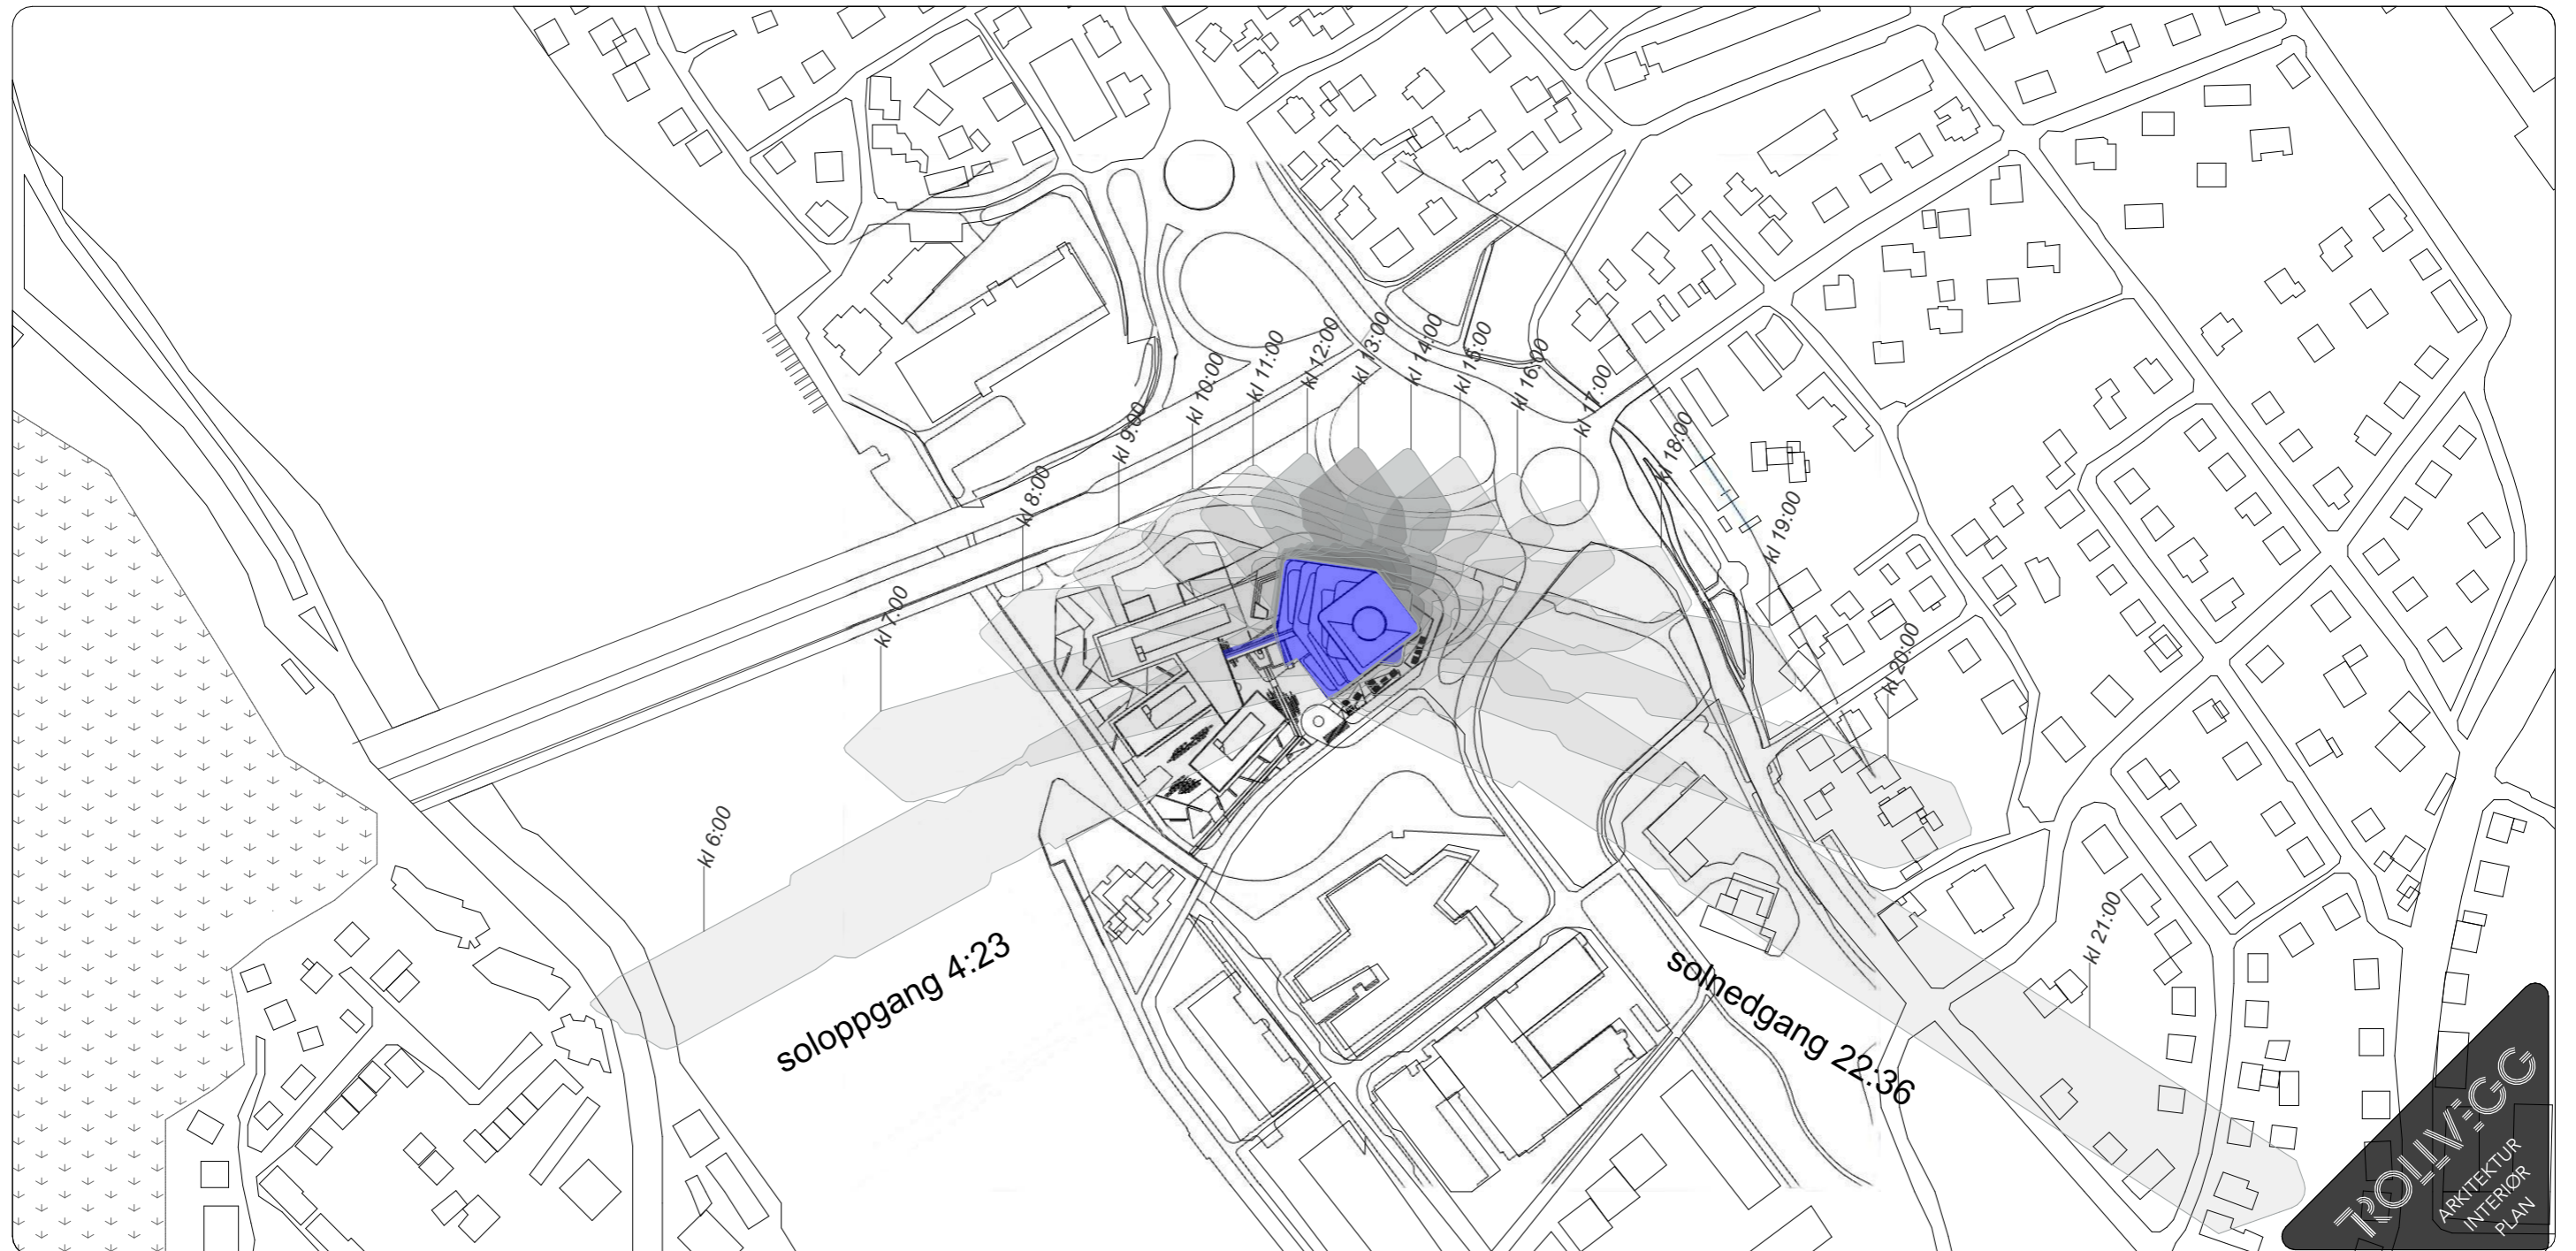 kl 6:00
kl 7:00
kl 8:00
kl 9:00
kl 10:00
kl 11:00
kl 12:00
kl 13:00
kl 14:00
kl 15:00
kl 16:00
kl 17:00
kl 18:00
kl 19:00
kl 20:00
kl 21:00
soloppgang 4:23
solnedgang 22:36
TROLLVEGG
ARKITEKTUR
INTERIØR
PLAN